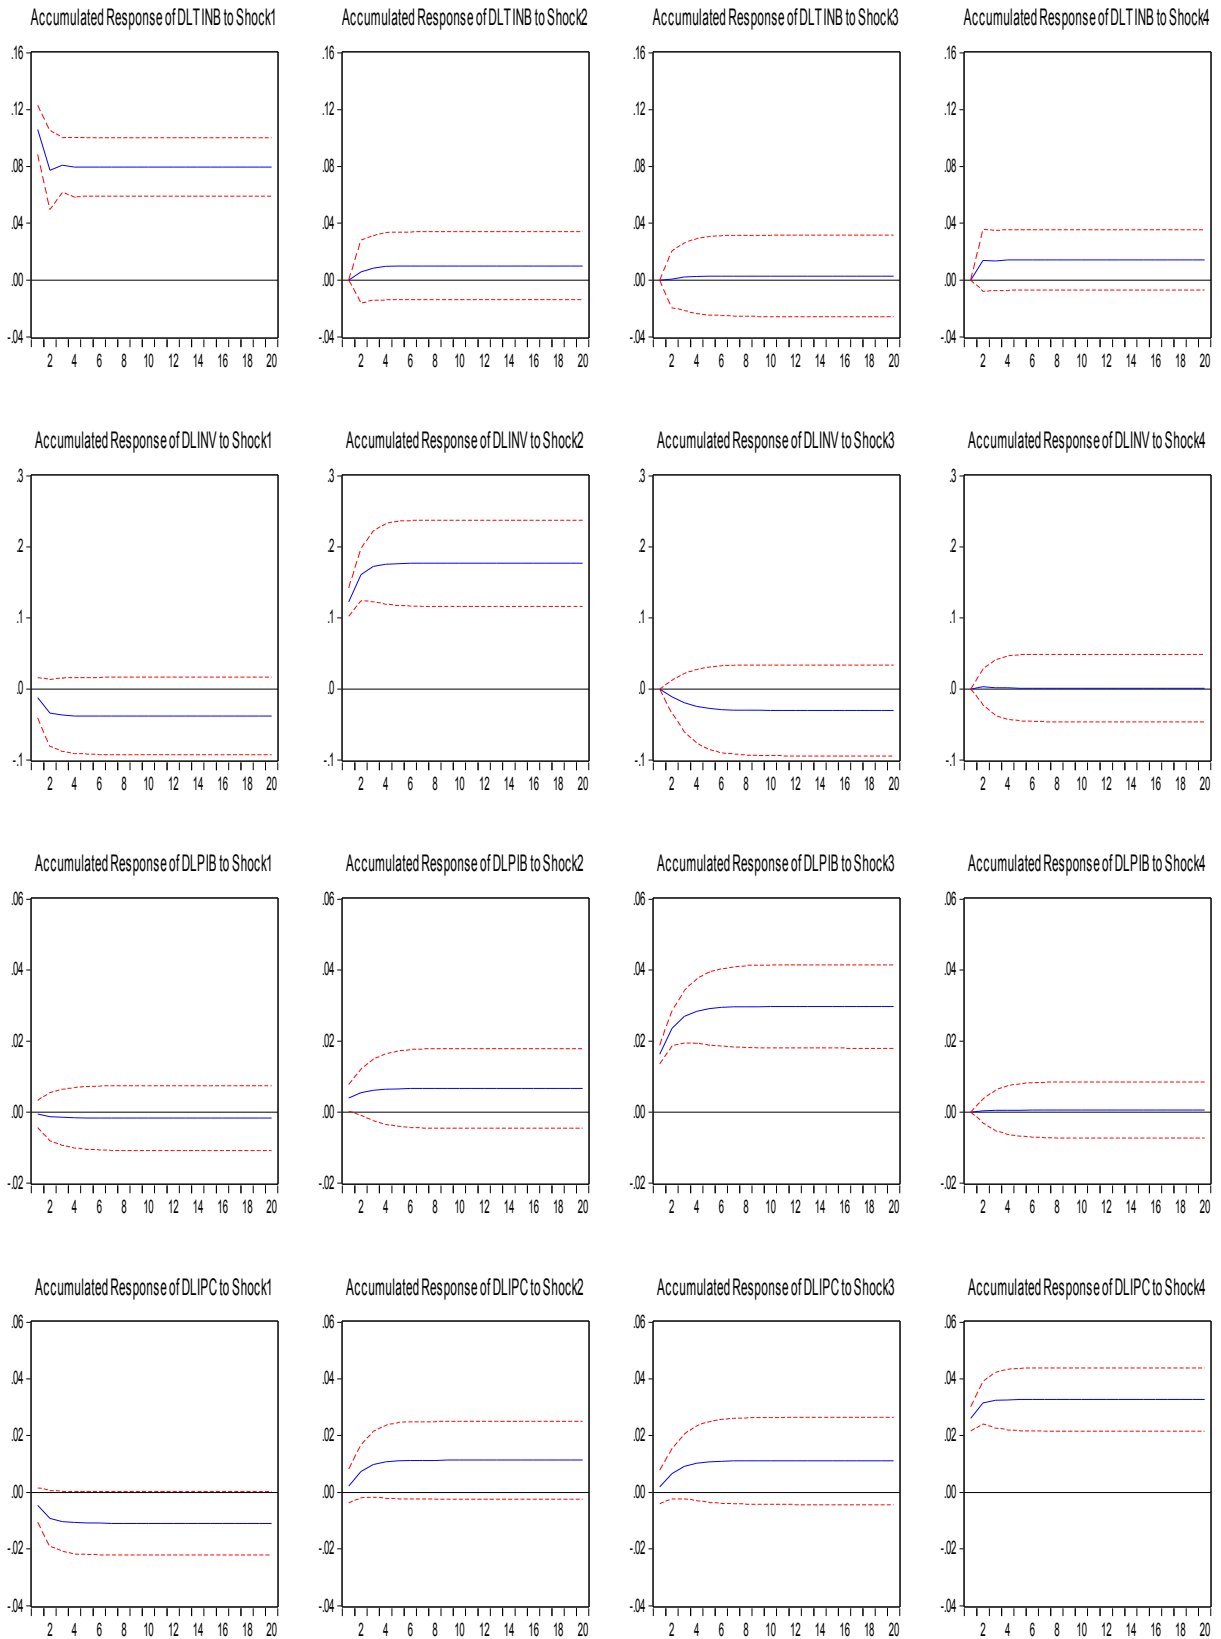 Accumulated Response of DLTINB to Shock1
Accumulated Response of DLTINB to Shock2
Accumulated Response of DLTINB to Shock3
Accumulated Response of DLTINB to Shock4
.16 .12 .08 .04 .00 -.04
2 4 6 8 10 12 14 16 18 20
.16 .12 .08 .04 .00 -.04
2 4 6 8 10 12 14 16 18 20
.16 .12 .08 .04 .00 -.04
2 4 6 8 10 12 14 16 18 20
.16 .12 .08 .04 .00 -.04
2 4 6 8 10 12 14 16 18 20
Accumulated Response of DLINV to Shock1
Accumulated Response of DLINV to Shock2
Accumulated Response of DLINV to Shock3
Accumulated Response of DLINV to Shock4
.3 .2 .1 .0 -.1
2 4 6 8 10 12 14 16 18 20
.3 .2 .1 .0 -.1
2 4 6 8 10 12 14 16 18 20
.3 .2 .1 .0 -.1
2 4 6 8 10 12 14 16 18 20
.3 .2 .1 .0 -.1
2 4 6 8 10 12 14 16 18 20
Accumulated Response of DLPIB to Shock1
Accumulated Response of DLPIB to Shock2
Accumulated Response of DLPIB to Shock3
Accumulated Response of DLPIB to Shock4
.06 .04 .02 .00 -.02
2 4 6 8 10 12 14 16 18 20
.06 .04 .02 .00 -.02
2 4 6 8 10 12 14 16 18 20
.06 .04 .02 .00 -.02
2 4 6 8 10 12 14 16 18 20
.06 .04 .02 .00 -.02
2 4 6 8 10 12 14 16 18 20
Accumulated Response of DLIPC to Shock1
Accumulated Response of DLIPC to Shock2
Accumulated Response of DLIPC to Shock3
Accumulated Response of DLIPC to Shock4
.06 .04 .02 .00 -.02 -.04
2 4 6 8 10 12 14 16 18 20
.06 .04 .02 .00 -.02 -.04
2 4 6 8 10 12 14 16 18 20
.06 .04 .02 .00 -.02 -.04
2 4 6 8 10 12 14 16 18 20
.06 .04 .02 .00 -.02 -.04
2 4 6 8 10 12 14 16 18 20